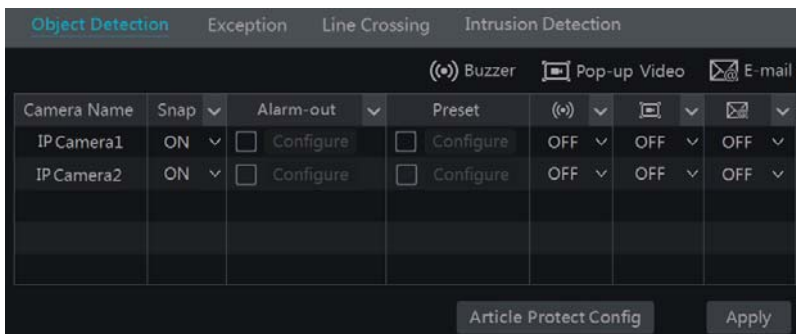 Object Detection Exception Line Crossing Intrusion Detection
Buzzer Pop-up Video E-mail
Camera Name Snap Alarm-out Preset
IP Camera1 ON Configure Configure OFF OFF OFF
IP Camera2 ON Configure Configure OFF OFF OFF
Article Protect Config Apply